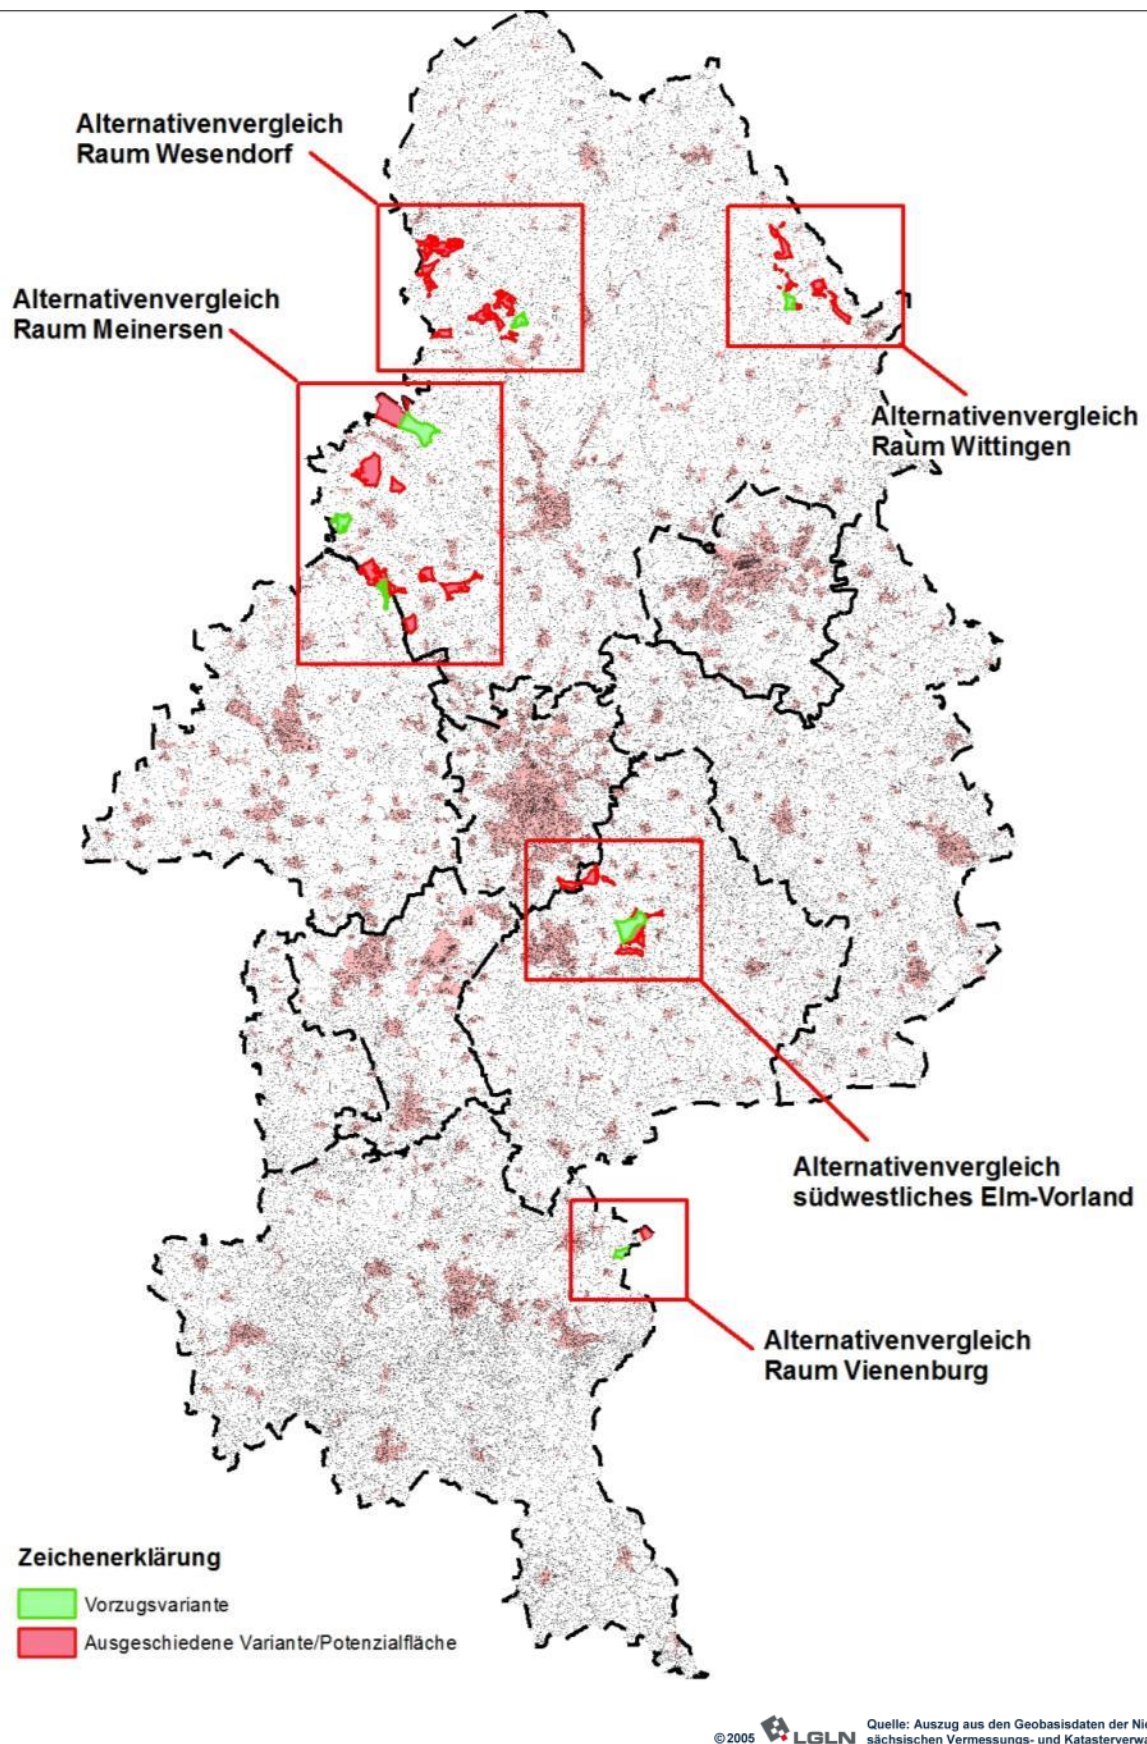 Alternativenvergleich
Raum Wesendorf
Alternativenvergleich
Raum Meinersen
Alternativenvergleich
Raum Wittingen
Alternativenvergleich
südwestliches Elm-Vorland
Alternativenvergleich
Raum Vienenburg
Zeichenerklärung
Vorzugsvariante
Ausgeschiedene Variante/Potenzialfläche
©2005 LGLN
Quelle: Auszug aus den Geobasisdaten der Nie
sächsischen Vermessungs- und Katasterverwa